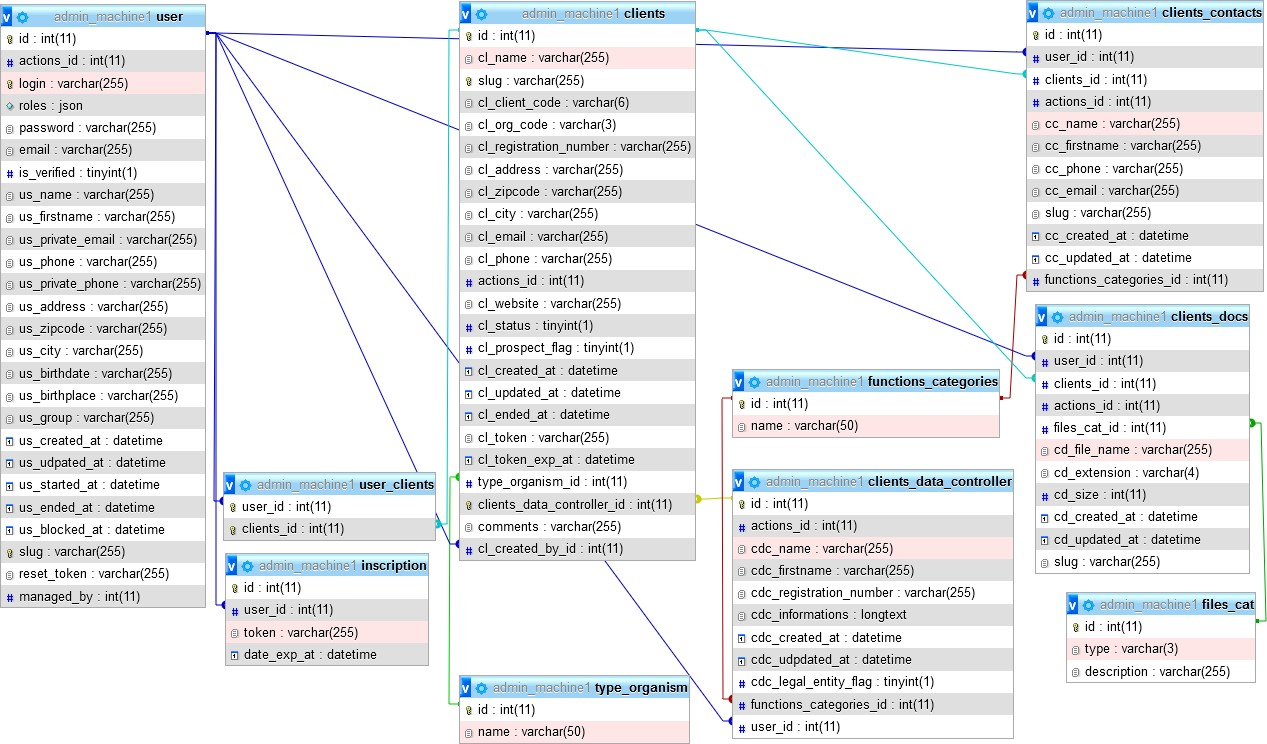 admin_machine1 user
id : int(11)
actions_id : int(11)
login : varchar(255)
roles : json
password : varchar(255)
email : varchar(255)
is_verified : tinyint(1)
us_name : varchar(255)
us_firstname : varchar(255)
us_private_email : varchar(255)
us_phone : varchar(255)
us_private_phone : varchar(255)
us_address : varchar(255)
us_zipcode : varchar(255)
us_city : varchar(255)
us_birthdate : varchar(255)
us_birthplace : varchar(255)
us_group : varchar(255)
us_created_at : datetime
us_udpated_at : datetime
us_started_at : datetime
us_ended_at : datetime
us_blocked_at : datetime
slug : varchar(255)
reset_token : varchar(255)
managed_by : int(11)
admin_machine1 user_clients
user_id : int(11)
clients_id : int(11)
admin_machine1 inscription
id : int(11)
user_id : int(11)
token : varchar(255)
date_exp_at : datetime
admin_machine1 clients
id : int(11)
cl_name : varchar(255)
slug : varchar(255)
cl_client_code : varchar(6)
cl_org_code : varchar(3)
cl_registration_number : varchar(255)
cl_address : varchar(255)
cl_zipcode : varchar(255)
cl_city : varchar(255)
cl_email : varchar(255)
cl_phone : varchar(255)
actions_id : int(11)
cl_website : varchar(255)
cl_status : tinyint(1)
cl_prospect_flag : tinyint(1)
cl_created_at : datetime
cl_updated_at : datetime
cl_ended_at : datetime
cl_token : varchar(255)
cl_token_exp_at : datetime
type_organism_id : int(11)
clients_data_controller_id : int(11)
comments : varchar(255)
cl_created_by_id : int(11)
admin_machine1 type_organism
id : int(11)
name : varchar(50)
admin_machine1 functions_categories
id : int(11)
name : varchar(50)
admin_machine1 clients_data_controller
id : int(11)
actions_id : int(11)
cdc_name : varchar(255)
cdc_firstname : varchar(255)
cdc_registration_number : varchar(255)
cdc_informations : longtext
cdc_created_at : datetime
cdc_udpdated_at : datetime
cdc_legal_entity_flag : tinyint(1)
functions_categories_id : int(11)
user_id : int(11)
admin_machine1 clients_contacts
id : int(11)
user_id : int(11)
clients_id : int(11)
actions_id : int(11)
cc_name : varchar(255)
cc_firstname : varchar(255)
cc_phone : varchar(255)
cc_email : varchar(255)
slug : varchar(255)
cc_created_at : datetime
cc_updated_at : datetime
functions_categories_id : int(11)
admin_machine1 clients_docs
id : int(11)
user_id : int(11)
clients_id : int(11)
actions_id : int(11)
files_cat_id : int(11)
cd_file_name : varchar(255)
cd_extension : varchar(4)
cd_size : int(11)
cd_created_at : datetime
cd_updated_at : datetime
slug : varchar(255)
admin_machine1 files_cat
id : int(11)
type : varchar(3)
description : varchar(255)